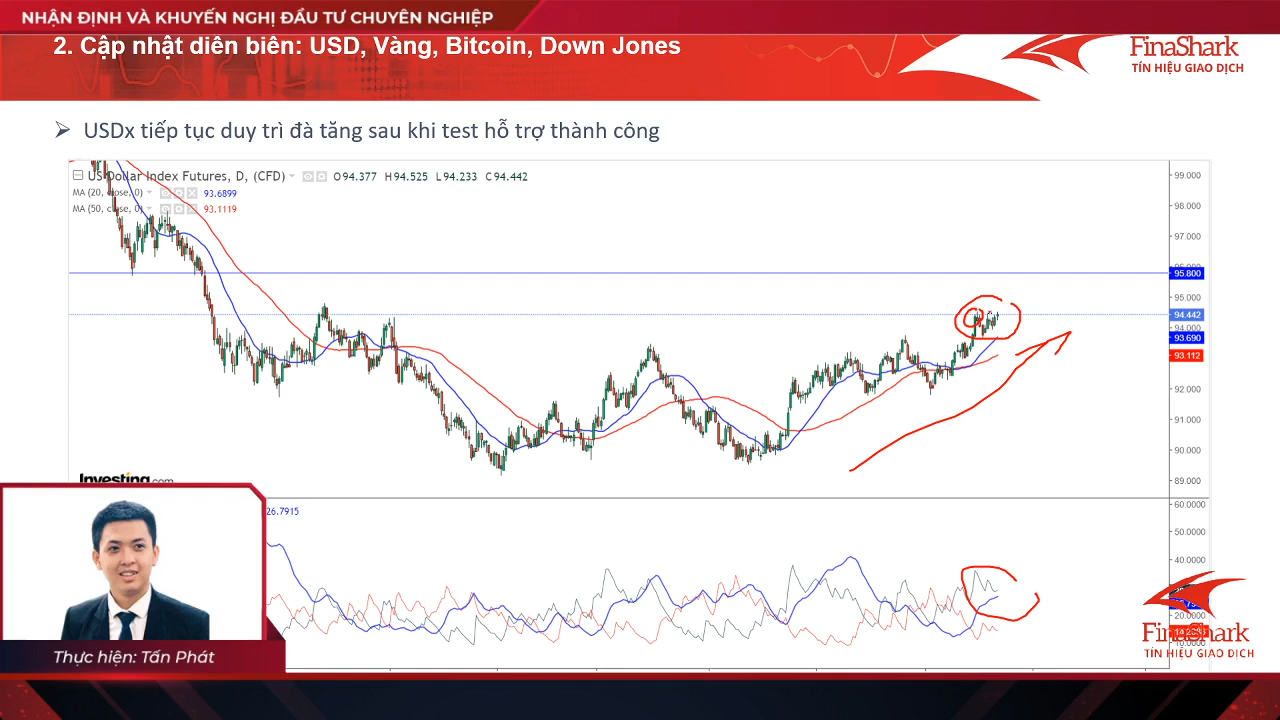 NHẬN ĐỊNH VÀ KHUYẾN NGHỊ ĐẦU TƯ CHUYÊN NGHIỆP
2. Cập nhật diên biên: USD, Vàng, Bitcoin, Down Jones
FinaShark
TÍN HIỆU GIAO DỊCH
USDx tiếp tục duy trì đà tăng sau khi test hỗ trợ thành công
US Dollar Index Futures, D, (CFD) O94.377 H94.525 L94.233 C94.442
MA (20, close, 0) 93.6899
MA (50, close, 0) 93.1119
99.000
98.000
97.000
95.800
95.000
94.442
94.000
93.690
93.112
92.000
91.000
90.000
89.000
Investing.com
26.7915
60.0000
50.0000
40.0000
20.0000
FinaShark
TÍN HIỆU GIAO DỊCH
Thực hiện: Tấn Phát